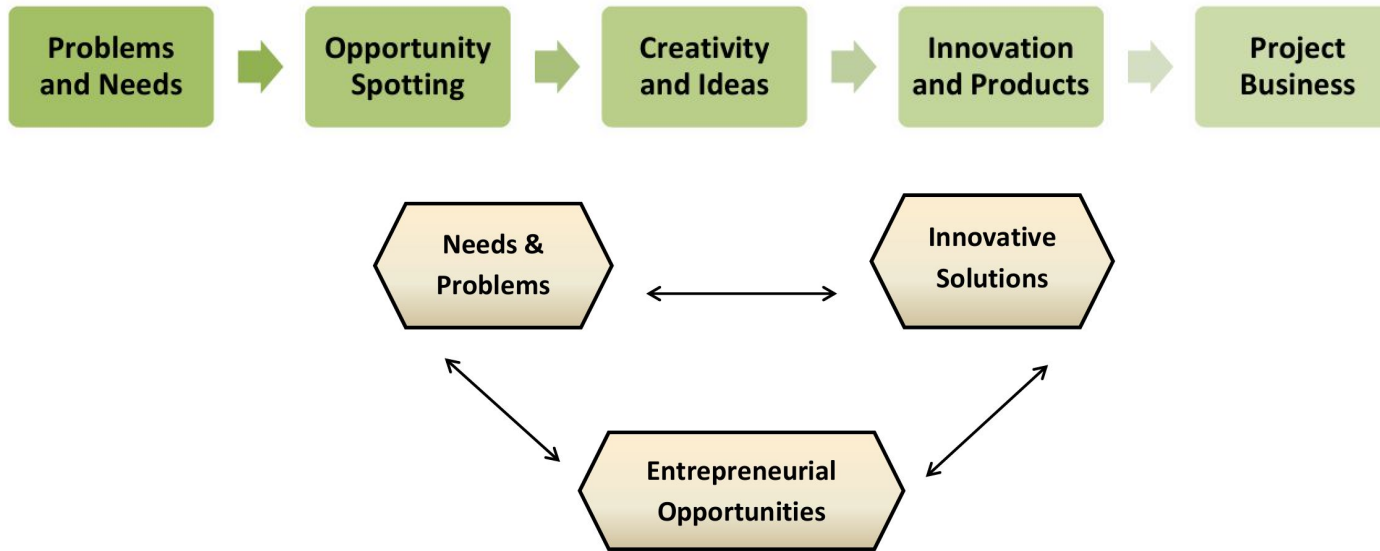 Problems
and Needs
Opportunity
Spotting
Creativity
and Ideas
Innovation
and Products
Project
Business
Needs &
Problems
Innovative
Solutions
Entrepreneurial
Opportunities